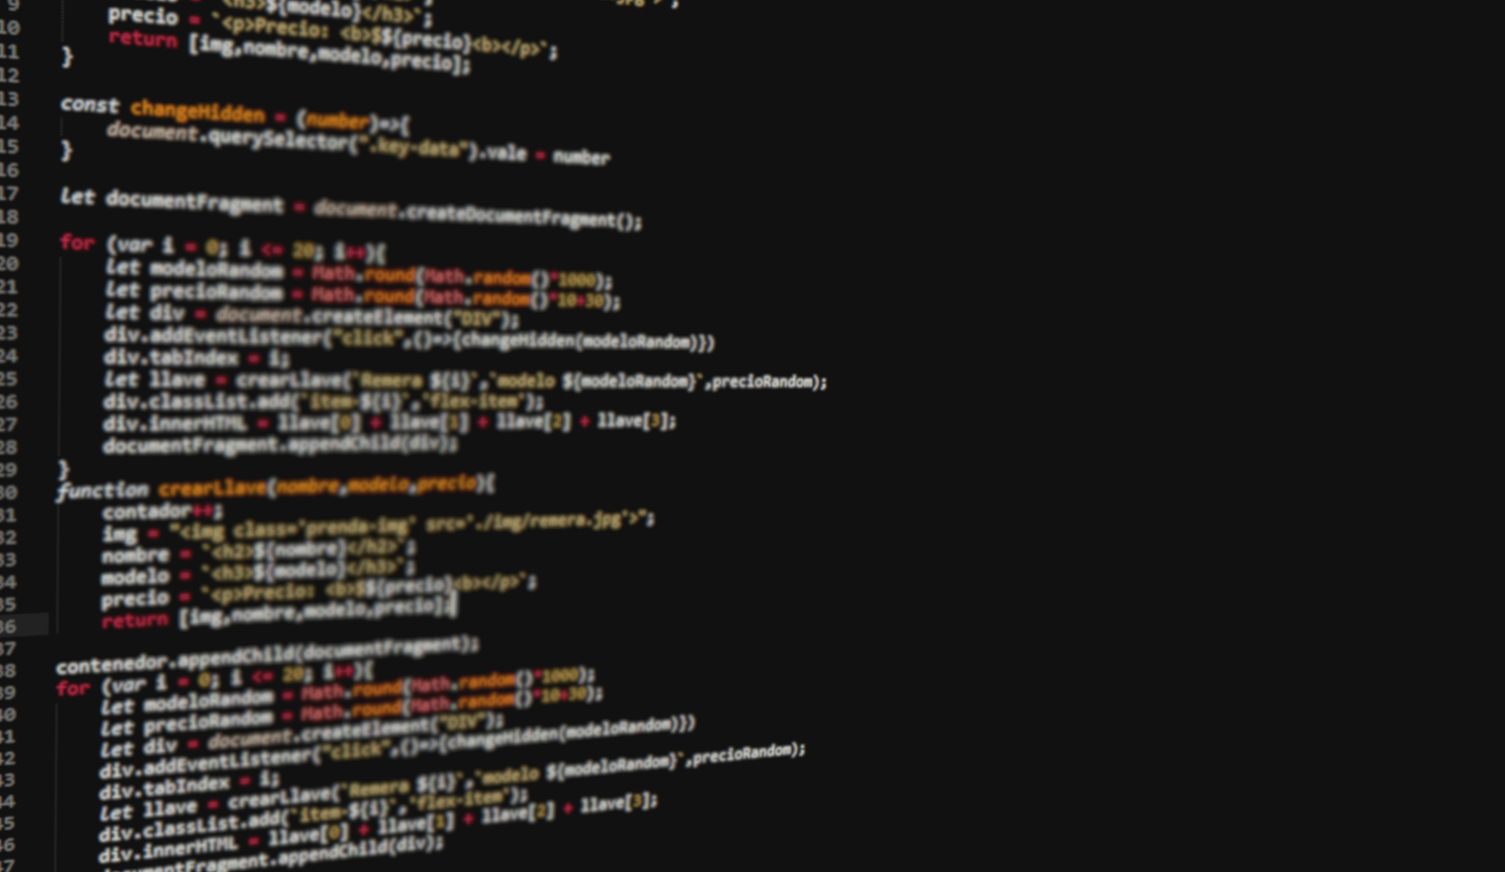 9 <h3>${modelo}</h3>`;
10 precio = `<p>Precio: <b>$${precio}<b></p>`;
11 return [img,nombre,modelo,precio];
12 }
13
14 const changeHidden = (number)=>{
15 document.querySelector(".key-data").vale = number
16 }
17 let documentFragment = document.createDocumentFragment();
18
19 for (var i = 0; i <= 20; i++){
20 let modeloRandom = Math.round(Math.random()*1000);
21 let precioRandom = Math.round(Math.random()*10+30);
22 let div = document.createElement("DIV");
23 div.addEventListener("click",()=>{changeHidden(modeloRandom)})
24 div.tabIndex = i;
25 let llave = crearLlave(`Remera ${i}`,`modelo ${modeloRandom}`,precioRandom);
26 div.classList.add(`item-${i}`,'flex-item');
27 div.innerHTML = llave[0] + llave[1] + llave[2] + llave[3];
28 documentFragment.appendChild(div);
29 }
30 function crearLlave(nombre,modelo,precio){
31 contador++;
32 img = "<img class='prenda-img' src='./img/remera.jpg'>";
33 nombre = `<h2>${nombre}</h2>`;
34 modelo = `<h3>${modelo}</h3>`;
35 precio = `<p>Precio: <b>$${precio}<b></p>`;
36 return [img,nombre,modelo,precio];
37
38 contenedor.appendChild(documentFragment);
39 for (var i = 0; i <= 20; i++){
40 let modeloRandom = Math.round(Math.random()*1000);
41 let precioRandom = Math.round(Math.random()*10+30);
42 let div = document.createElement("DIV");
43 div.addEventListener("click",()=>{changeHidden(modeloRandom)})
44 div.tabIndex = i;
45 let llave = crearLlave(`Remera ${i}`,`modelo ${modeloRandom}`,precioRandom);
46 div.classList.add(`item-${i}`,'flex-item');
47 div.innerHTML = llave[0] + llave[1] + llave[2] + llave[3];
documentFragment.appendChild(div);